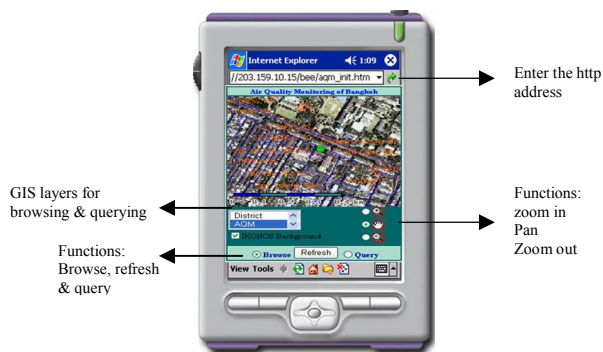 Internet Explorer 1:09
//203.159.10.15/bee/aqm_init.htm
Air Quality Monitoring of Bangkok
District
AQM
IKONOS Background
Browse Refresh Query
View Tools
Enter the http
address
GIS layers for
browsing & querying
Functions:
zoom in
Pan
Zoom out
Functions:
Browse, refresh
& query